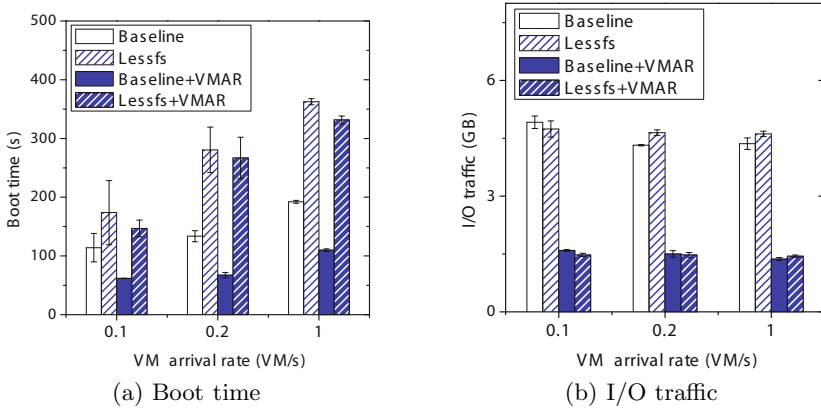 500
400
300
200
100
0
Boot time (s)
Baseline
Lessfs
Baseline+VMAR
Lessfs+VMAR
0.1 0.2 1
VM arrival rate (VM/s)
(a) Boot time
6
3
0
I/O traffic (GB)
Baseline
Lessfs
Baseline+VMAR
Lessfs+VMAR
0.1 0.2 1
VM arrival rate (VM/s)
(b) I/O traffic